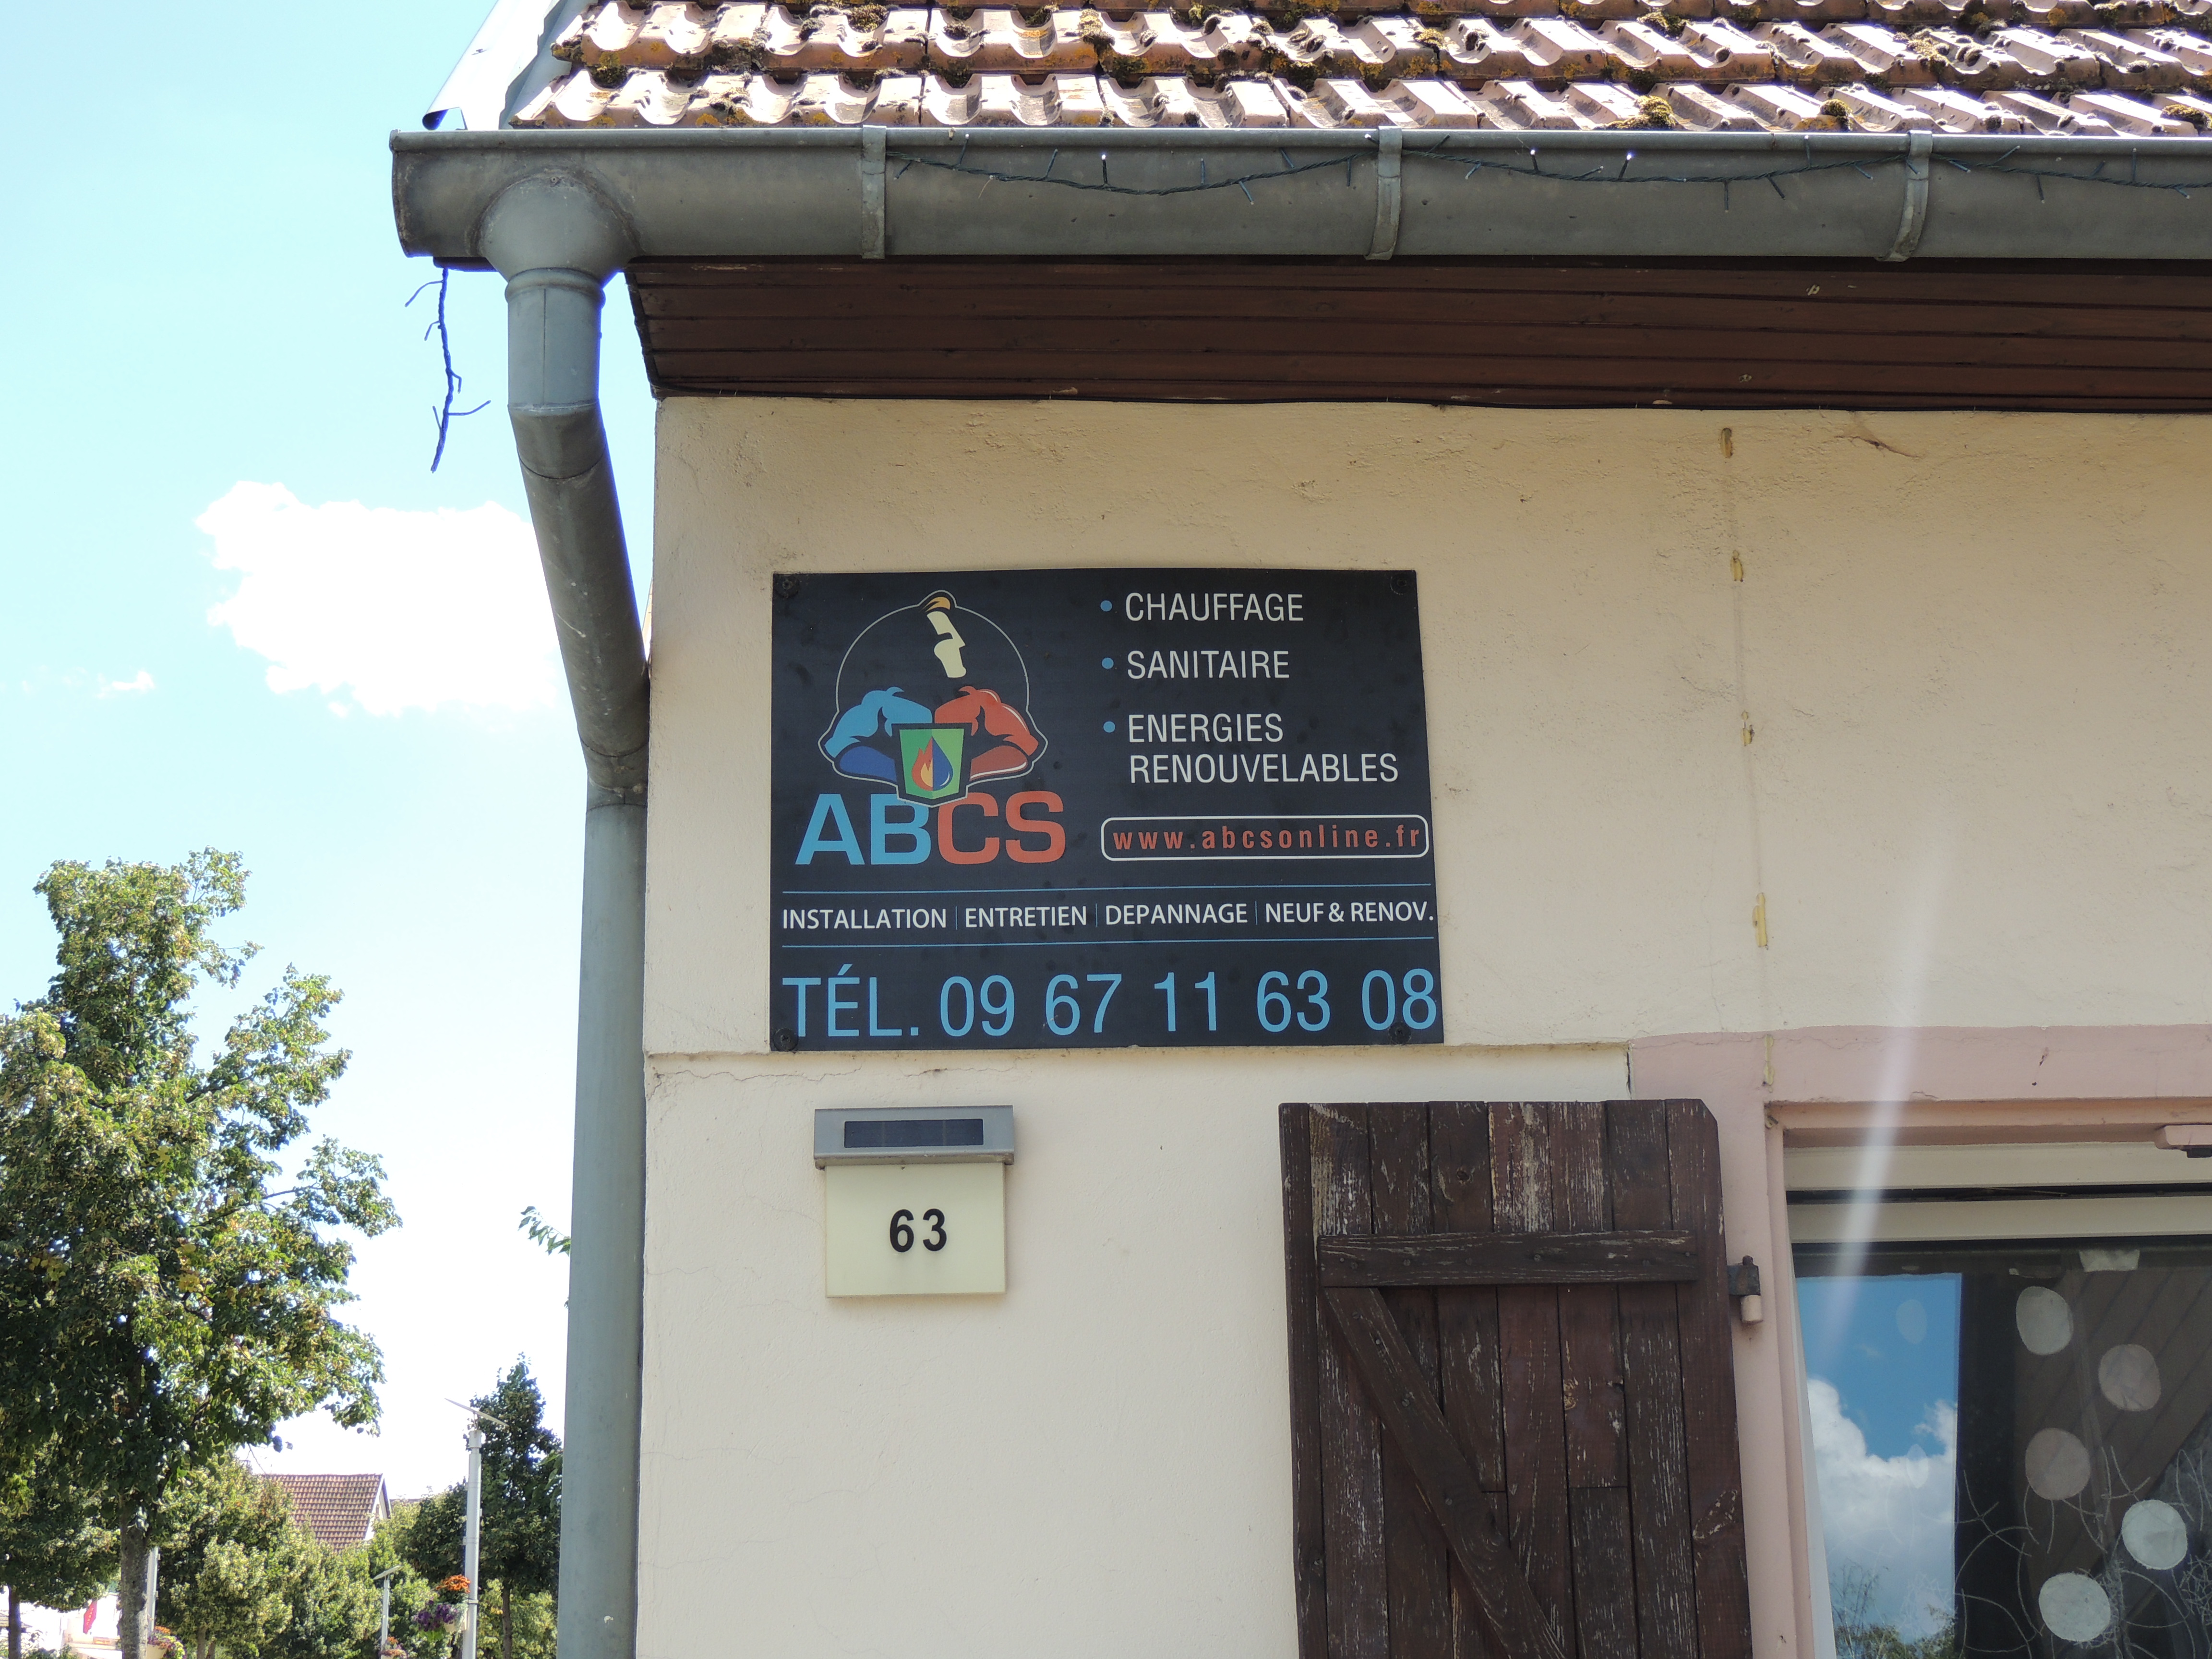 • CHAUFFAGE
• SANITAIRE
• ENERGIES
RENOUVELABLES
ABCS
www.abcsonline.fr
INSTALLATION | ENTRETIEN | DEPANNAGE | NEUF & RENOV.
TÉL. 09 67 11 63 08
63